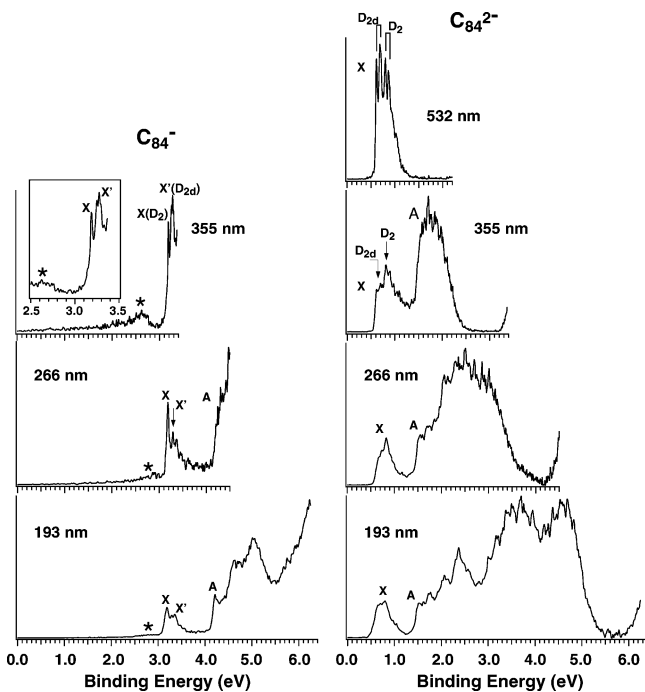 C84-
X'(D2d)
X(D2)
355 nm
X X'
*
2.5 3.0 3.5
*
266 nm
X
X'
A
*
193 nm
X
X'
A
*
0.0 1.0 2.0 3.0 4.0 5.0 6.0
Binding Energy (eV)
C84 2-
D2d D2
X
532 nm
A
355 nm
D2
D2d
X
266 nm
X
A
193 nm
X
A
0.0 1.0 2.0 3.0 4.0 5.0 6.0
Binding Energy (eV)